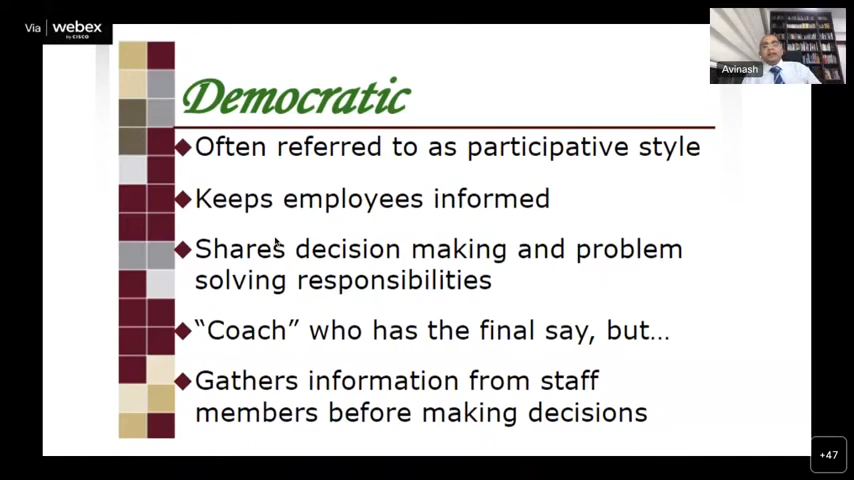 Via webex
by CISCO
Avinash
Democratic
Often referred to as participative style
Keeps employees informed
Shares decision making and problem
solving responsibilities
“Coach” who has the final say, but...
Gathers information from staff
members before making decisions
+47